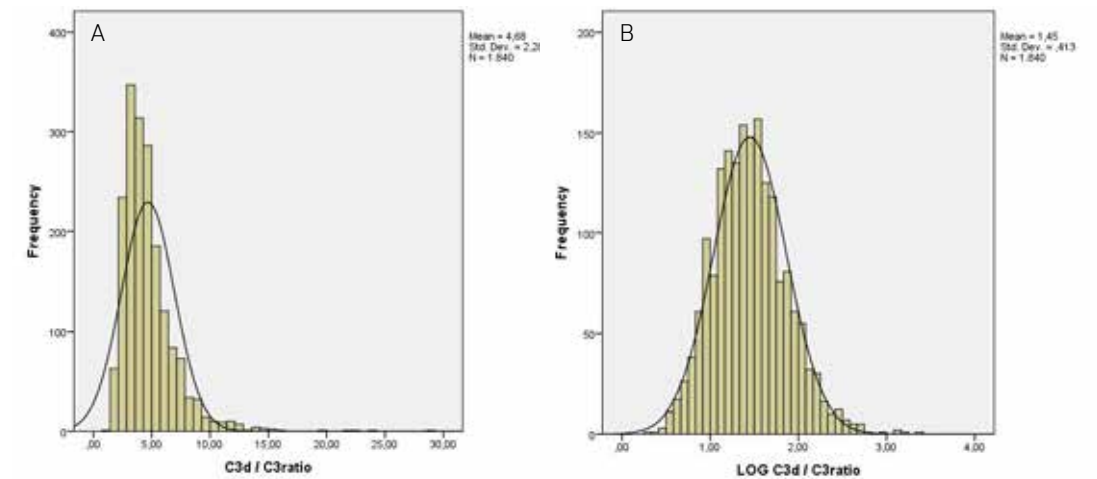 A
400
300
200
100
0
Frequency
,00
5,00
10,00
15,00
20,00
25,00
30,00
C3d / C3ratio
Mean = 4,68
Std. Dev. = 2,2
N = 1.840
B
200
150
100
50
0
Frequency
,00
1,00
2,00
3,00
4,00
LOG C3d / C3ratio
Mean = 1,45
Std. Dev. = ,413
N = 1.840